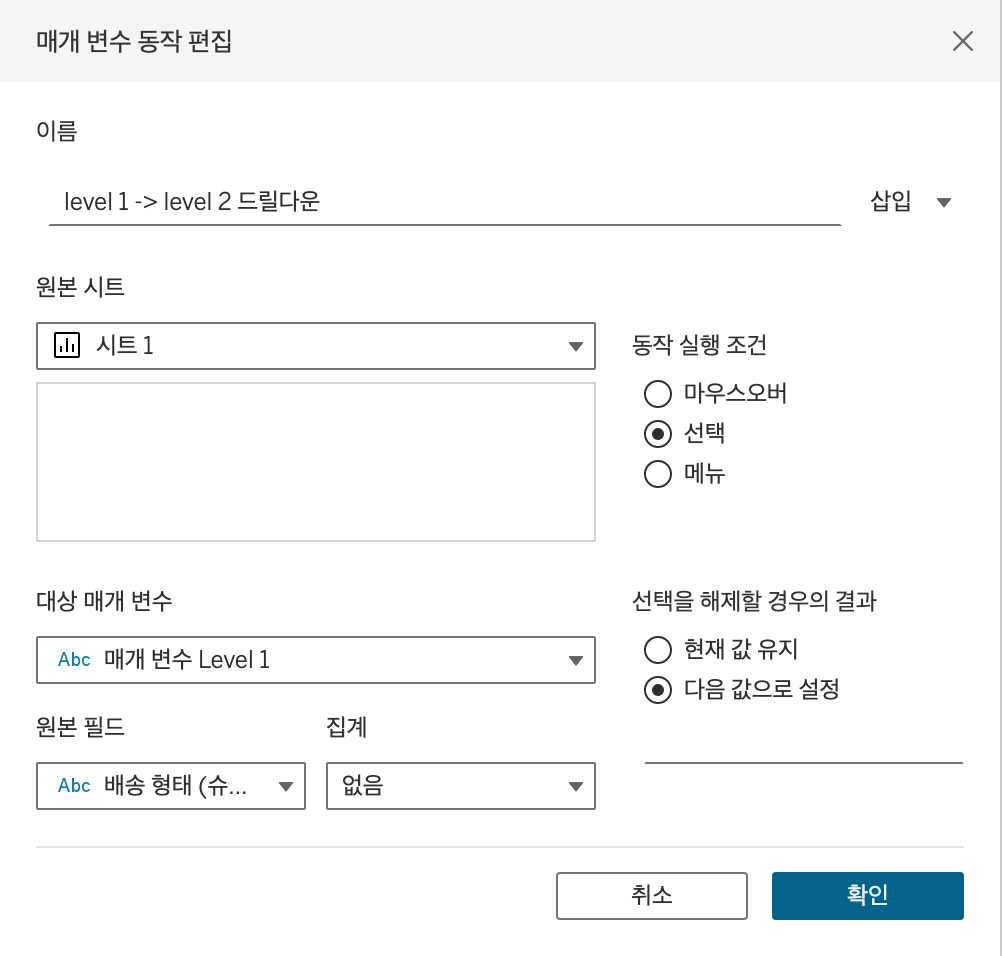 매개 변수 동작 편집
이름
level 1 -> level 2 드릴다운
삽입
원본 시트
시트 1
동작 실행 조건
마우스오버
선택
메뉴
대상 매개 변수
Abc 매개 변수 Level 1
선택을 해제할 경우의 결과
현재 값 유지
다음 값으로 설정
원본 필드
집계
Abc 배송 형태 (슈...
없음
취소
확인